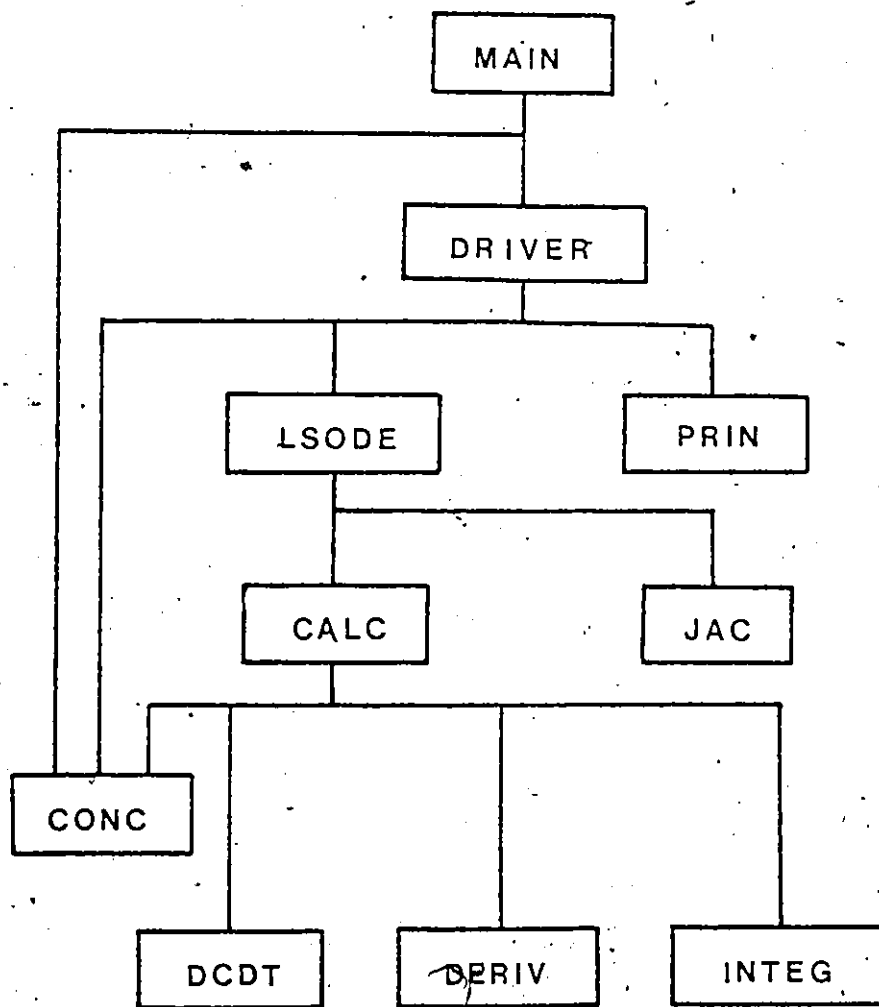 MAIN
DRIVER
LSODE
PRIN
CALC
JAC
CONC
DCDT
DERIV
INTEG